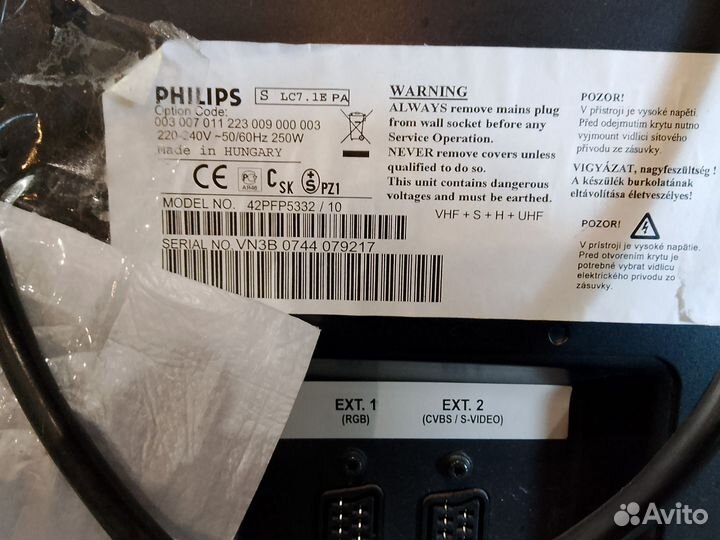 PHILIPS
S LC7.1E PA
Option Code:
003 007 011 223 009 000 003
220-240V ~50/60Hz 250W
Made in HUNGARY
CE
CSK
S PZ1
MODEL NO. 42PFP5332 / 10
SERIAL NO. VN3B 0744 079217
WARNING
ALWAYS remove mains plug
from wall socket before any
Service Operation.
NEVER remove covers unless
qualified to do so.
This unit contains dangerous
voltages and must be earthed.
VHF + S + H + UHF
POZOR!
V přístroji je vysoké napětí.
Před odejmutím krytu nutno
vyjmount vidlici síťového
přívodu ze zásuvky.
VIGYÁZAT, nagyfeszültség !
A készülék burkolatának
eltávolítása életveszélyes!
POZOR!
V prístroji je vysoké napätie.
Pred otvorením krytu je
potrebné vybrat vidlicu
elektrického prívodu zo
zásuvky.
EXT. 1
(RGB)
EXT. 2
(CVBS / S-VIDEO)
Avito